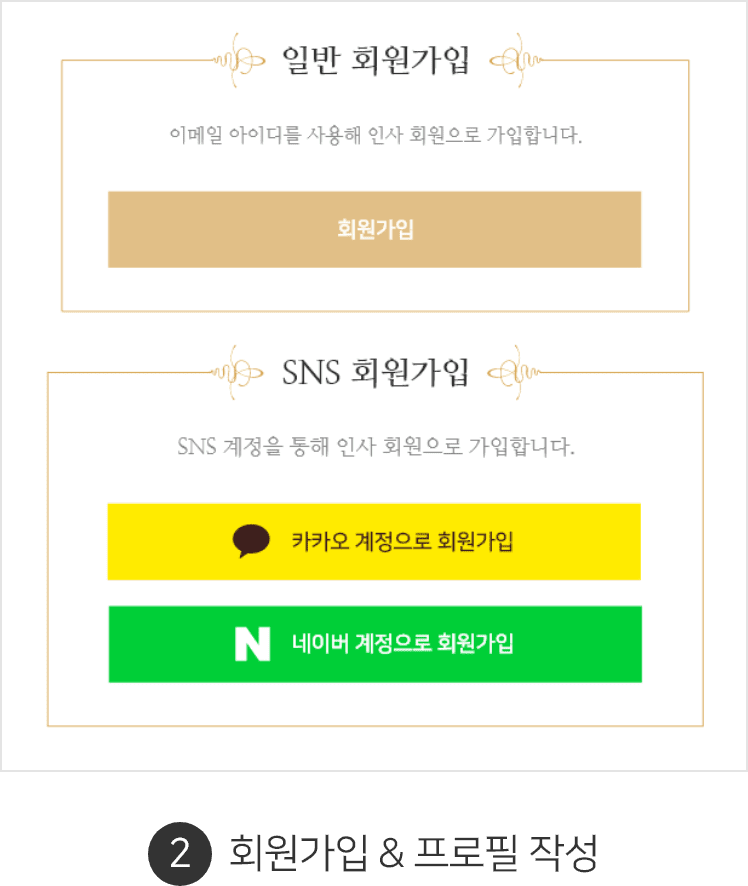 일반 회원가입
이메일 아이디를 사용해 인사 회원으로 가입합니다.
회원가입
SNS 회원가입
SNS 계정을 통해 인사 회원으로 가입합니다.
카카오 계정으로 회원가입
N 네이버 계정으로 회원가입
2 회원가입 & 프로필 작성